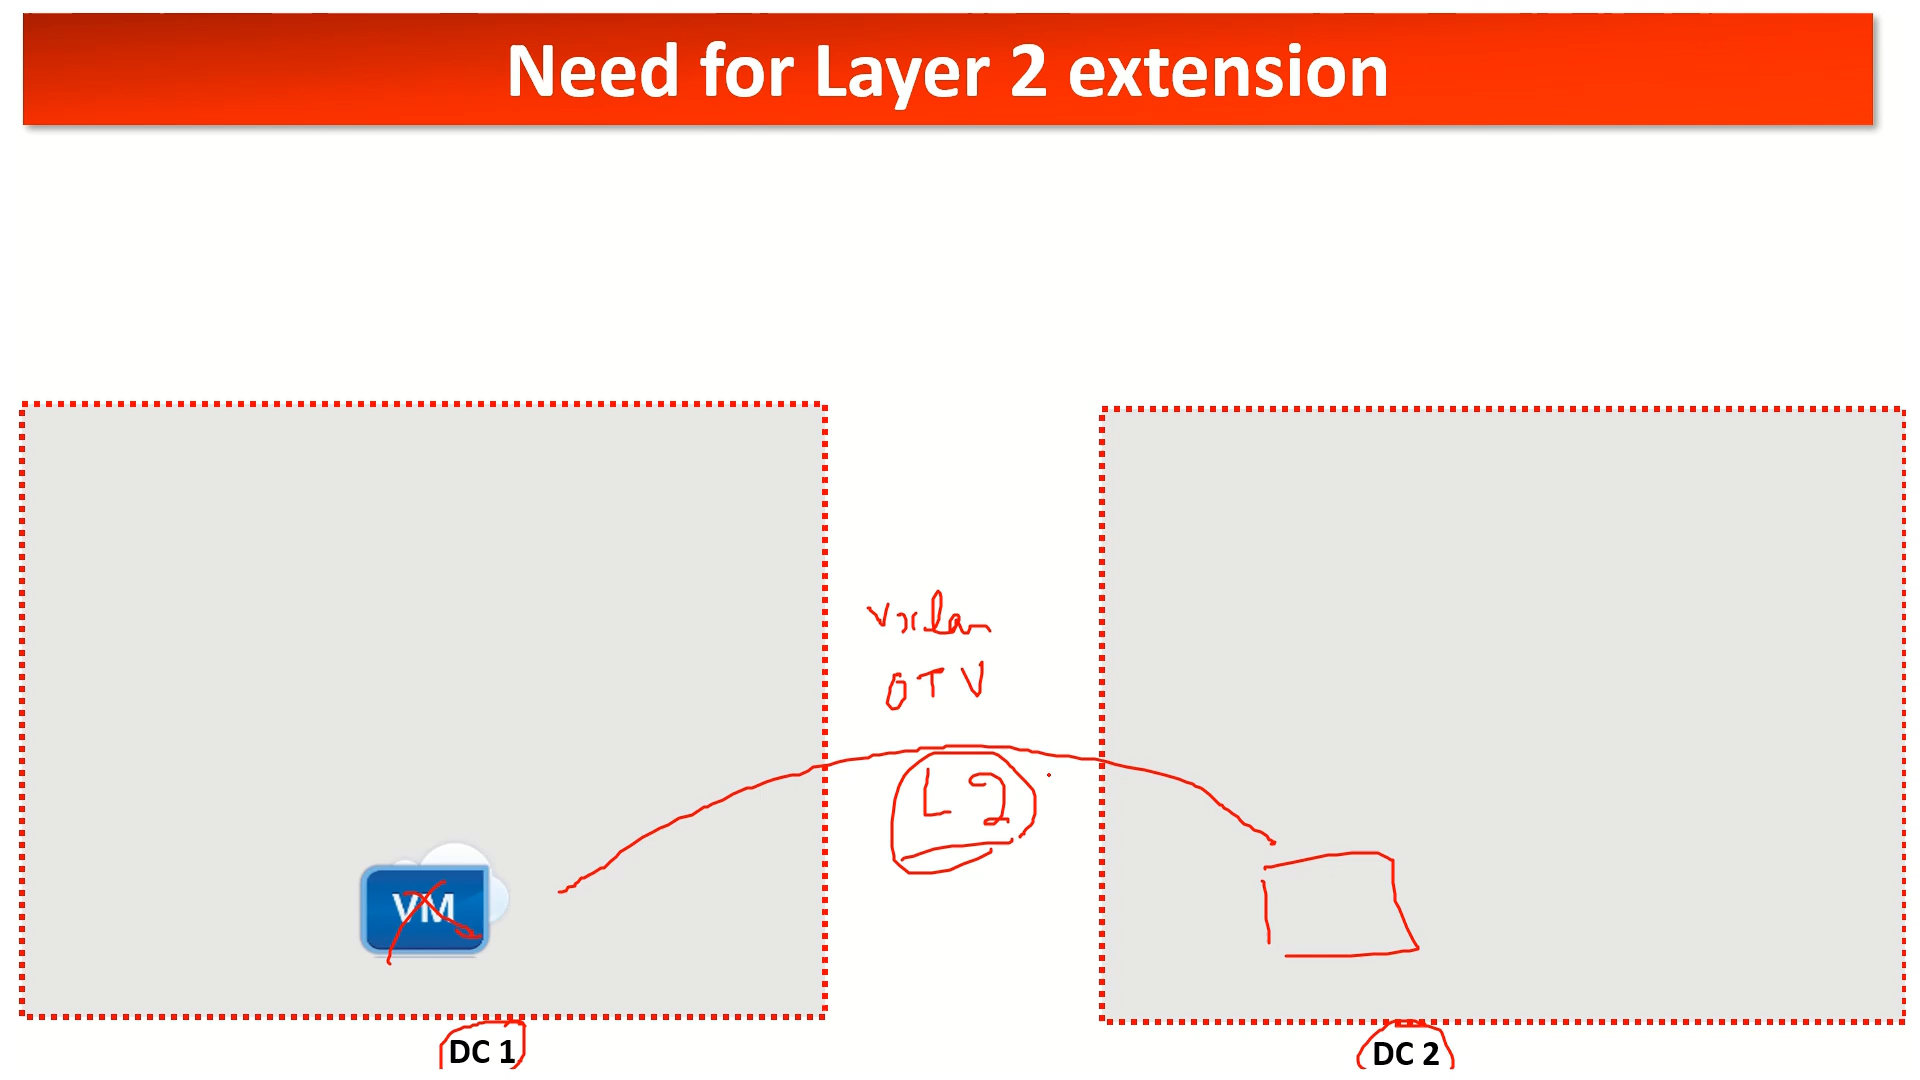 Need for Layer 2 extension
vxlan
OTV
L2
VM
DC 1
DC 2